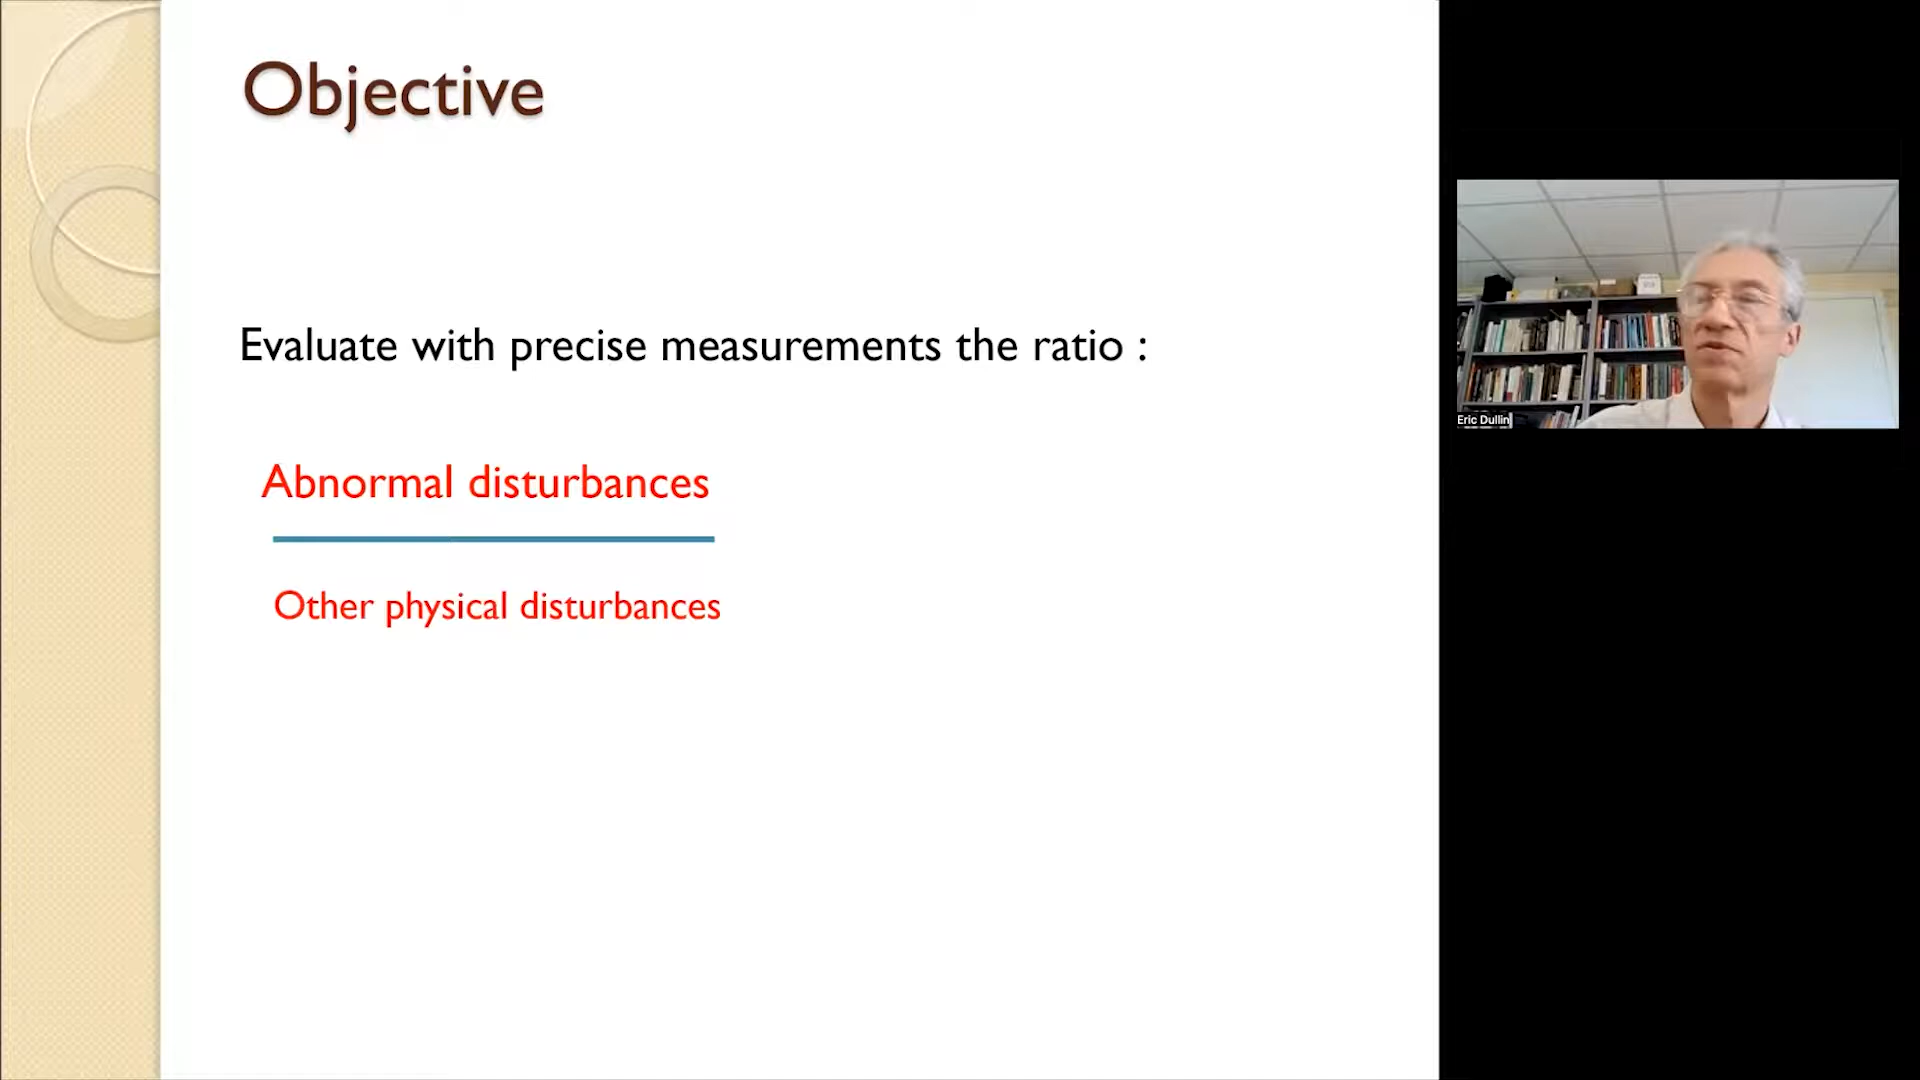 Objective
Evaluate with precise measurements the ratio :
Abnormal disturbances
Other physical disturbances
Eric Dullin